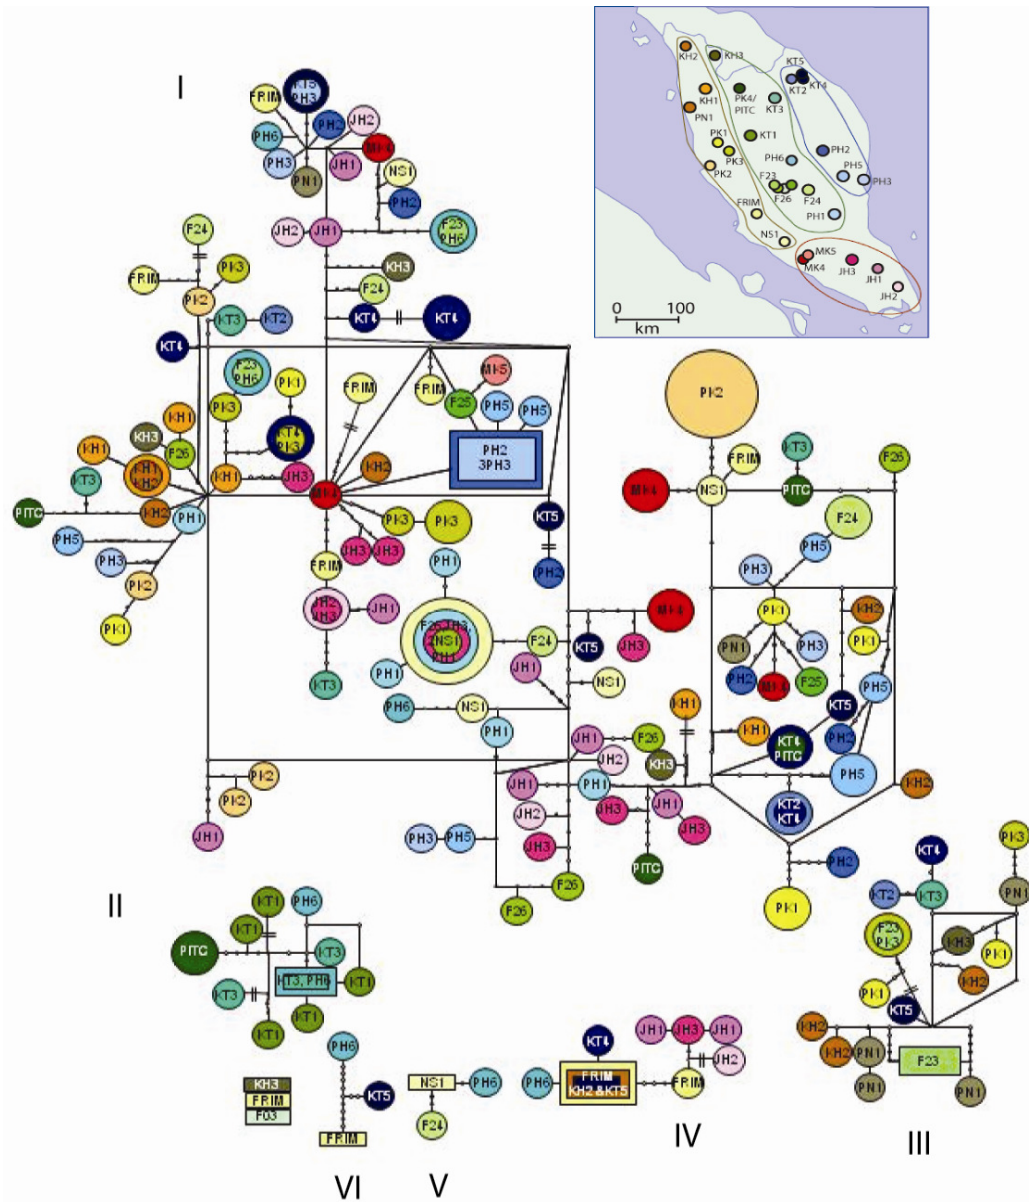 I
KT5
PH3
FRIM
PH2
JH2
PH6
MK4
PH3
JH1
NS1
PN1
PH2
JH2
JH1
F23
PH6
F24
KH3
PK3
FRIM
F24
PK2
KT3
KT2
KT4
KT4
KT4
KH2
KH3
KT5
KT2
KT4
KH1
PK4/
PITC
KT3
PN1
PK1
PK3
KT1
PH2
PK2
PH6
PH5
PH3
F23
F26
F24
FRIM
PH1
NS1
MK5
MK4
JH3
JH1
JH2
0
100
km
F23
PH6
PK1
FRIM
FRIM
MK5
PK3
F25
PH5
PH5
KH1
KT4
PK3
KH3
F26
PH2
3PH3
KH1
KH1
KH2
KH1
JH3
KH2
KT3
MK4
PITC
KH2
PH1
PK3
PK3
KT5
PH5
JH3
JH3
PH3
PK2
FRIM
PH1
PH2
PK1
JH2
JH3
JH1
F26, JH3,
2NS1
PH1
F24
KT5
JH3
MK4
PH1
JH1
NS1
KT3
PH6
NS1
PH1
PK2
FRIM
KT3
F26
MK4
NS1
PITC
F24
PH5
PH3
PK1
KH2
PN1
PH3
PK1
PH2
MK4
F25
PH5
KT5
KH1
PH2
KH1
KT4
PITC
PH5
JH1
F26
JH2
KH3
PK2
PK2
JH1
PH1
JH1
KT2
KT4
KH2
JH2
JH3
JH3
JH1
PH3
PH5
JH3
PITC
PH2
PK3
KT4
F26
F26
PK1
II
KT1
PH6
KT2
KT3
PN1
KT1
F23
PK3
KH3
PITC
KT3
PK1
KT3
KT3, PH6
KT1
KH2
PK1
KT1
KT5
JH1
JH3
JH1
KH2
PH6
KT4
KH2
PN1
F23
JH2
KH3
FRIM
KT5
NS1
PH6
PH6
FRIM
KH2 &KT5
FRIM
PN1
PN1
F24
FRIM
IV
III
VI
V